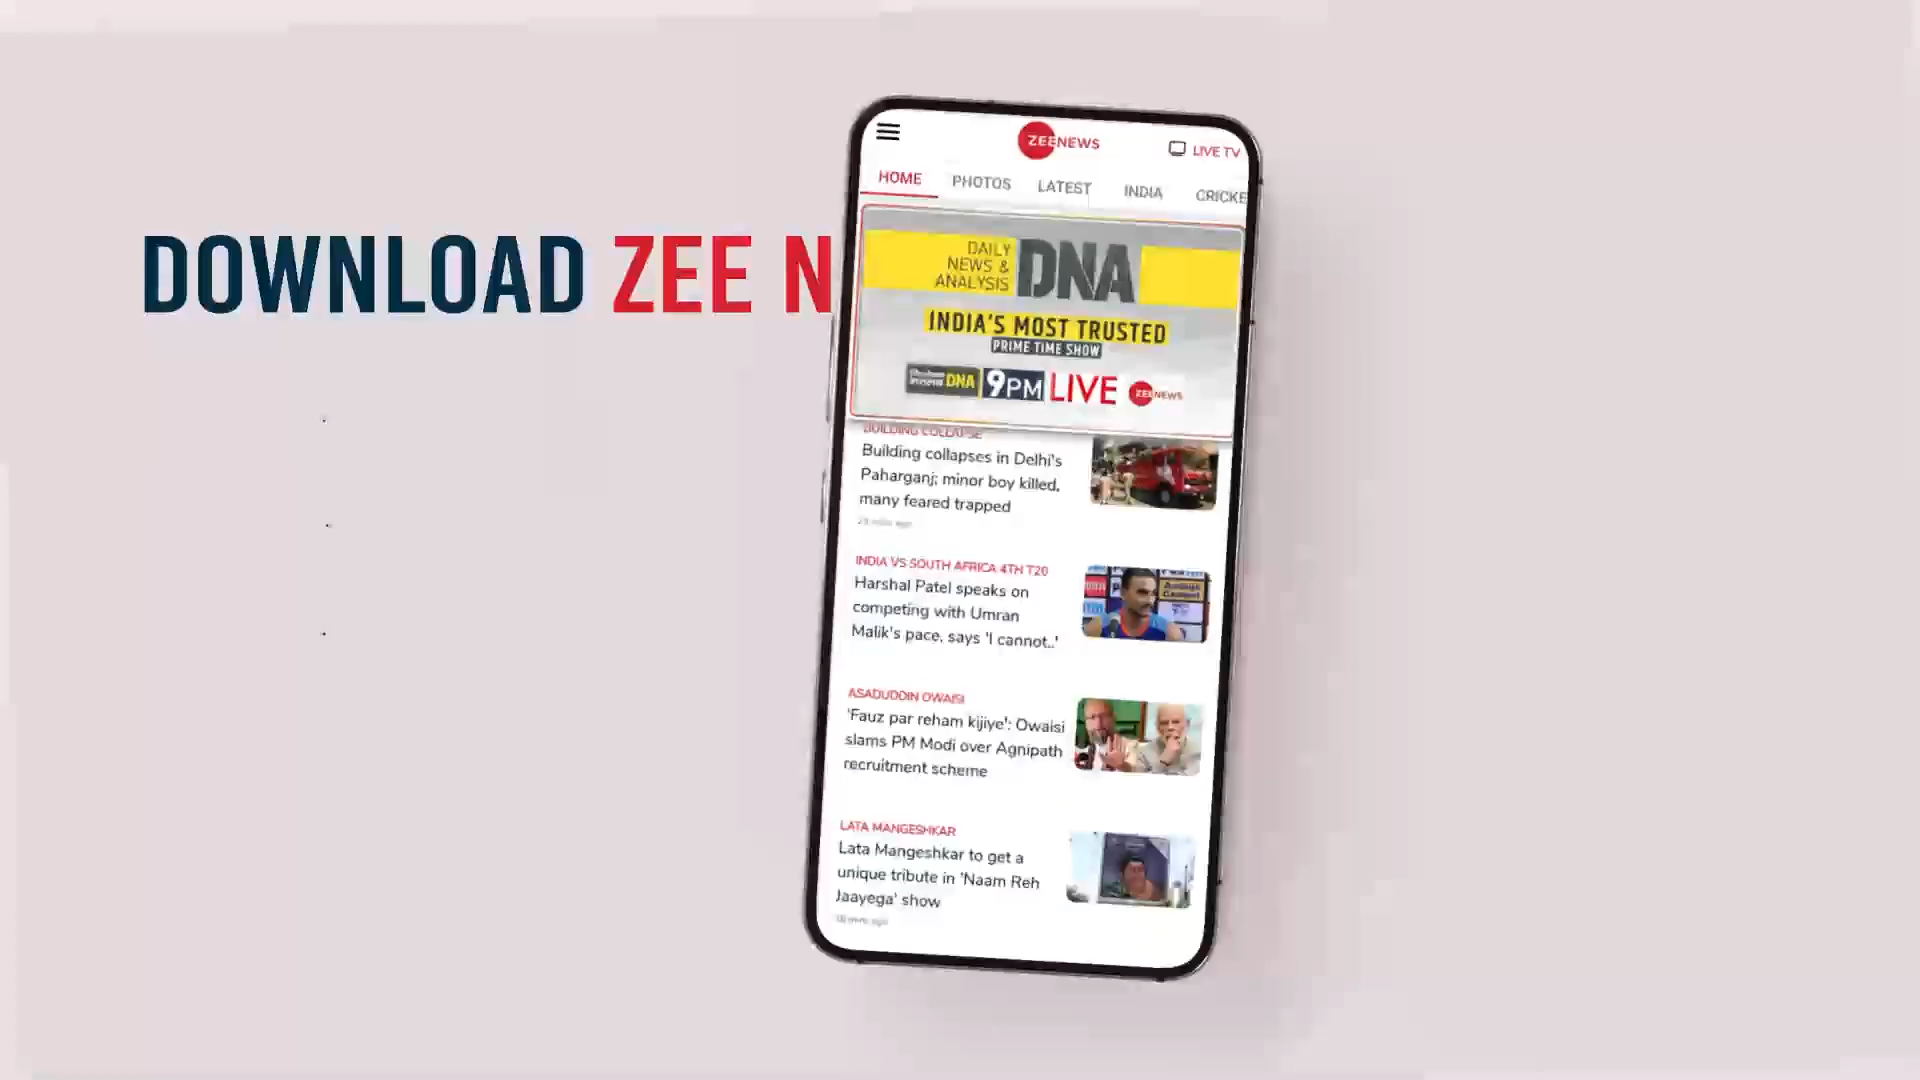 DOWNLOAD ZEE N
ZEENEWS
LIVE TV
HOME PHOTOS LATEST INDIA CRICKE
DAILY
NEWS &
ANALYSIS
DNA
INDIA'S MOST TRUSTED
PRIME TIME SHOW
DNA 9PM LIVE ZEENEWS
BUILDING COLLAPSE
Building collapses in Delhi's
Paharganj; minor boy killed,
many feared trapped
INDIA VS SOUTH AFRICA 4TH T20
Harshal Patel speaks on
competing with Umran
Malik's pace, says 'I cannot..'
ASADUDDIN OWAISI
'Fauz par reham kijiye': Owaisi
slams PM Modi over Agnipath
recruitment scheme
LATA MANGESHKAR
Lata Mangeshkar to get a
unique tribute in 'Naam Reh
Jaayega' show